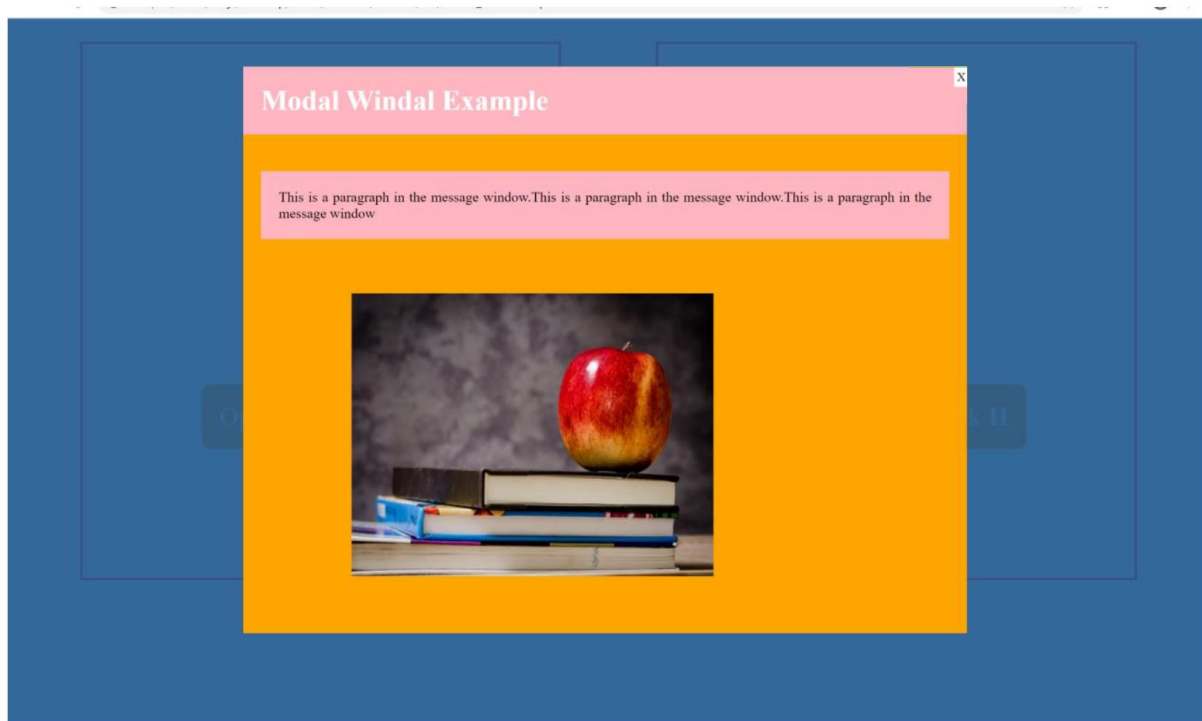 Modal Windal Example
X
This is a paragraph in the message window.This is a paragraph in the message window.This is a paragraph in the
message window
k II